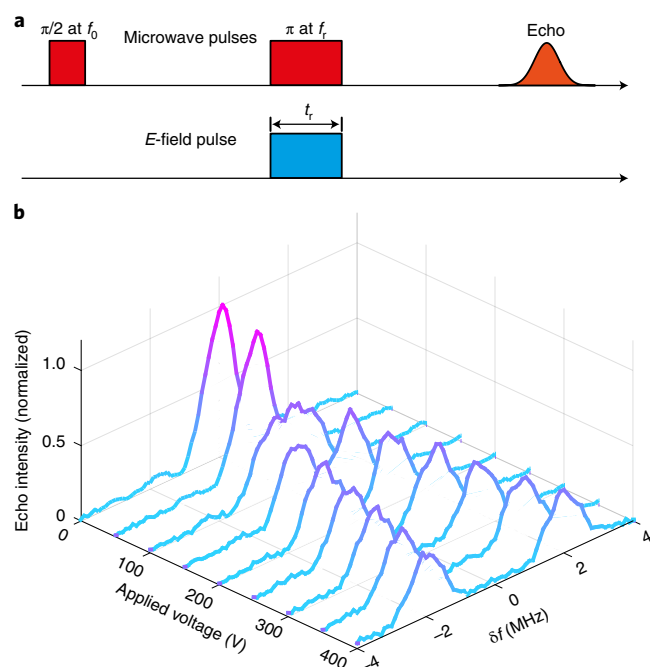 a
π/2 at f0
Microwave pulses
π at fr
Echo
tr
E-field pulse
b
Echo intensity (normalized)
1.0
0.5
0
0
100
200
300
400
Applied voltage (V)
-4
-2
0
2
4
δf (MHz)